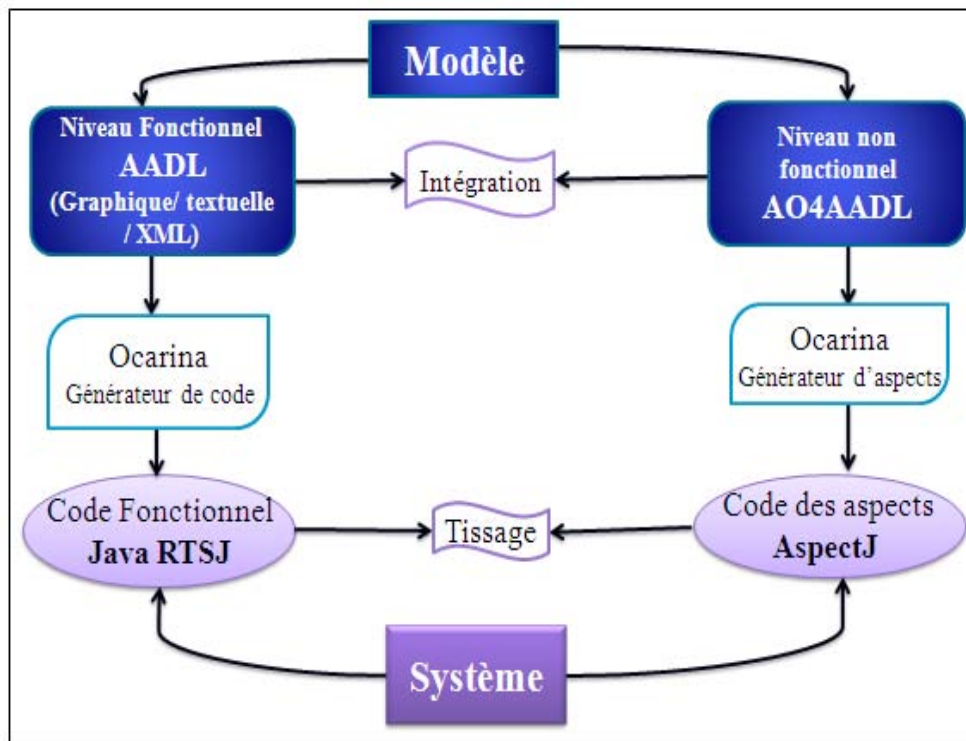 Modèle
Niveau Fonctionnel
AADL
(Graphique/ textuelle
/ XML)
Intégration
Niveau non
fonctionnel
AO4AADL
Ocarina
Générateur de code
Ocarina
Générateur d'aspects
Code Fonctionnel
Java RTSJ
Tissage
Code des aspects
AspectJ
Système